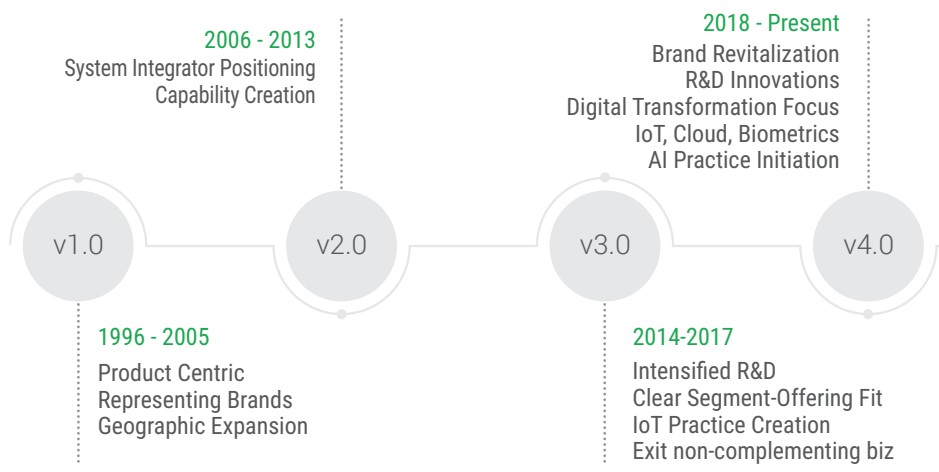 2006 - 2013
System Integrator Positioning
Capability Creation
2018 - Present
Brand Revitalization
R&D Innovations
Digital Transformation Focus
IoT, Cloud, Biometrics
AI Practice Initiation
v1.0
v2.0
v3.0
v4.0
1996 - 2005
Product Centric
Representing Brands
Geographic Expansion
2014-2017
Intensified R&D
Clear Segment-Offering Fit
IoT Practice Creation
Exit non-complementing biz